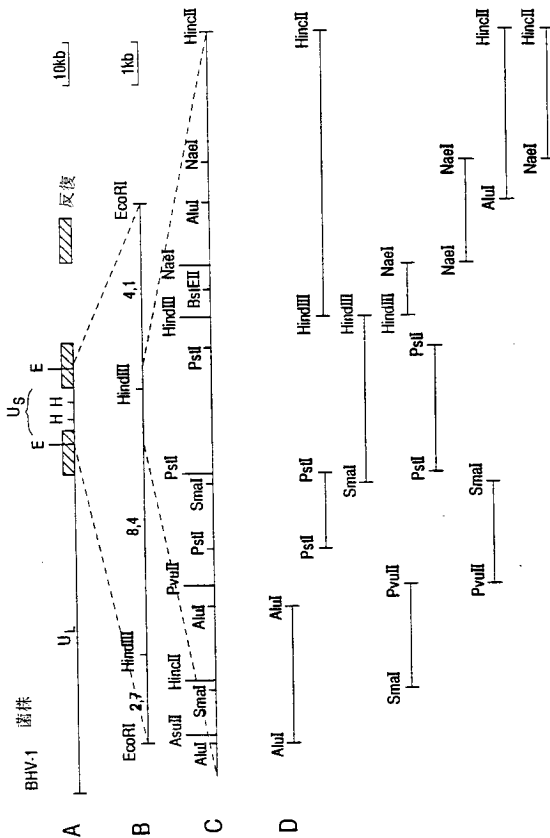 BHV-1 菌株
反復
10kb
A
U_L
E
U_S
H H
E
1kb
B
EcoRI
2,7
HindIII
8,4
HindIII
4,1
EcoRI
C
AluI
AsuII
SmaI
HincII
AluI
PvuII
PstI
SmaI
PstI
PstI
HindIII
BstEII
NaeI
AluI
NaeI
HincII
D
AluI
AluI
PstI
PstI
HindIII
HincII
SmaI
HindIII
HindIII
NaeI
SmaI
PvuII
PstI
PstI
NaeI
NaeI
PvuII
SmaI
AluI
HincII
NaeI
HincII